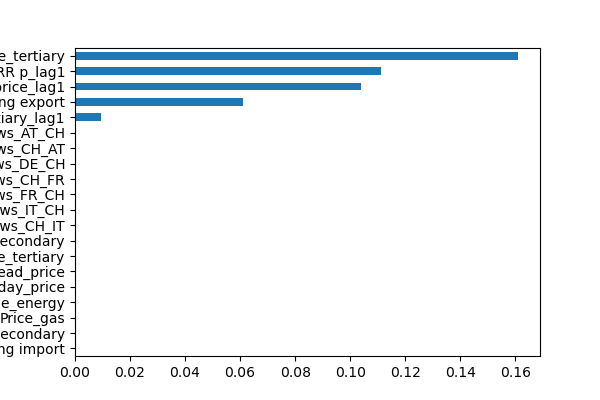 e_tertiary
RR p_lag1
price_lag1
ng export
tiary_lag1
ws_AT_CH
ws_CH_AT
ws_DE_CH
ws_CH_FR
ws_FR_CH
ws_IT_CH
ws_CH_IT
econdary
e_tertiary
ead_price
day_price
e_energy
Price_gas
econdary
ng import
0.00 0.02 0.04 0.06 0.08 0.10 0.12 0.14 0.16